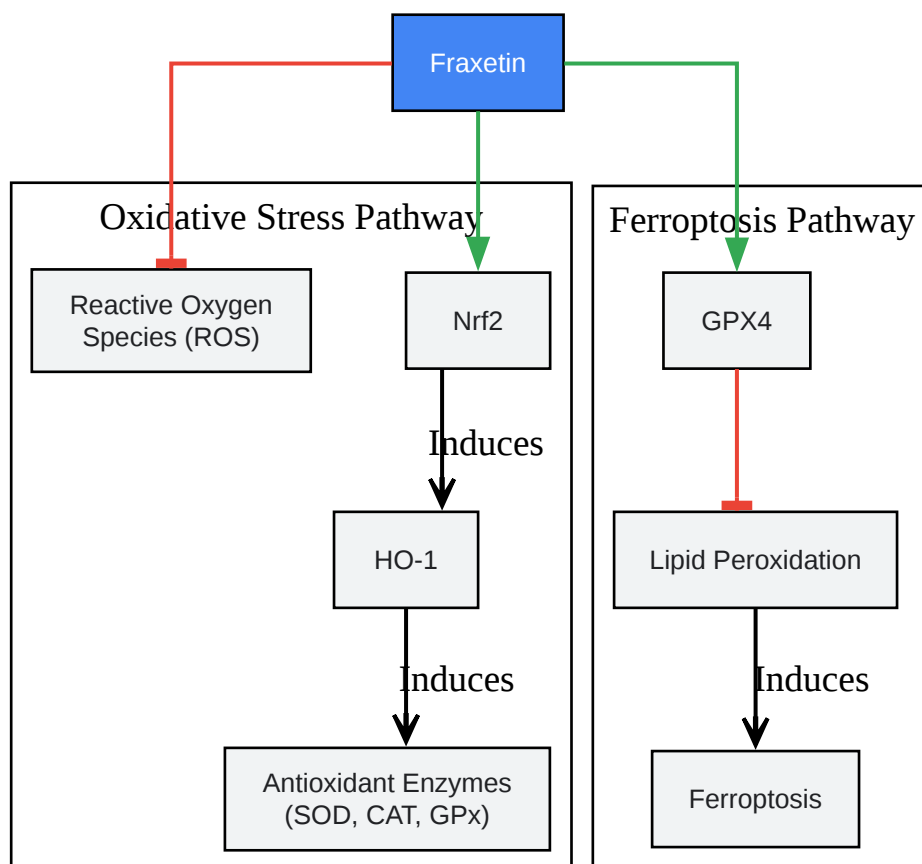 Fraxetin
Oxidative Stress Pathway
Reactive Oxygen
Species (ROS)
Nrf2
Induces
HO-1
Induces
Antioxidant Enzymes
(SOD, CAT, GPx)
Ferroptosis Pathway
GPX4
Lipid Peroxidation
Induces
Ferroptosis